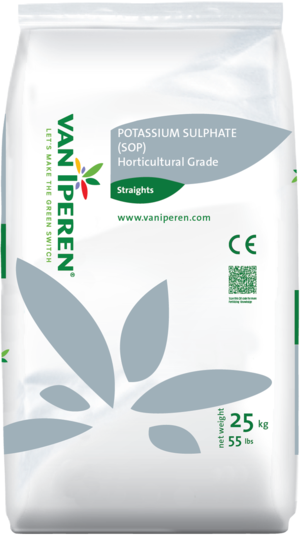 POTASSIUM SULPHATE
(SOP)
Horticultural Grade
Straights
www.vaniperen.com
VAN IPEREN®
LET'S MAKE THE GREEN SWITCH
CE
net weight 25 kg
55 lbs